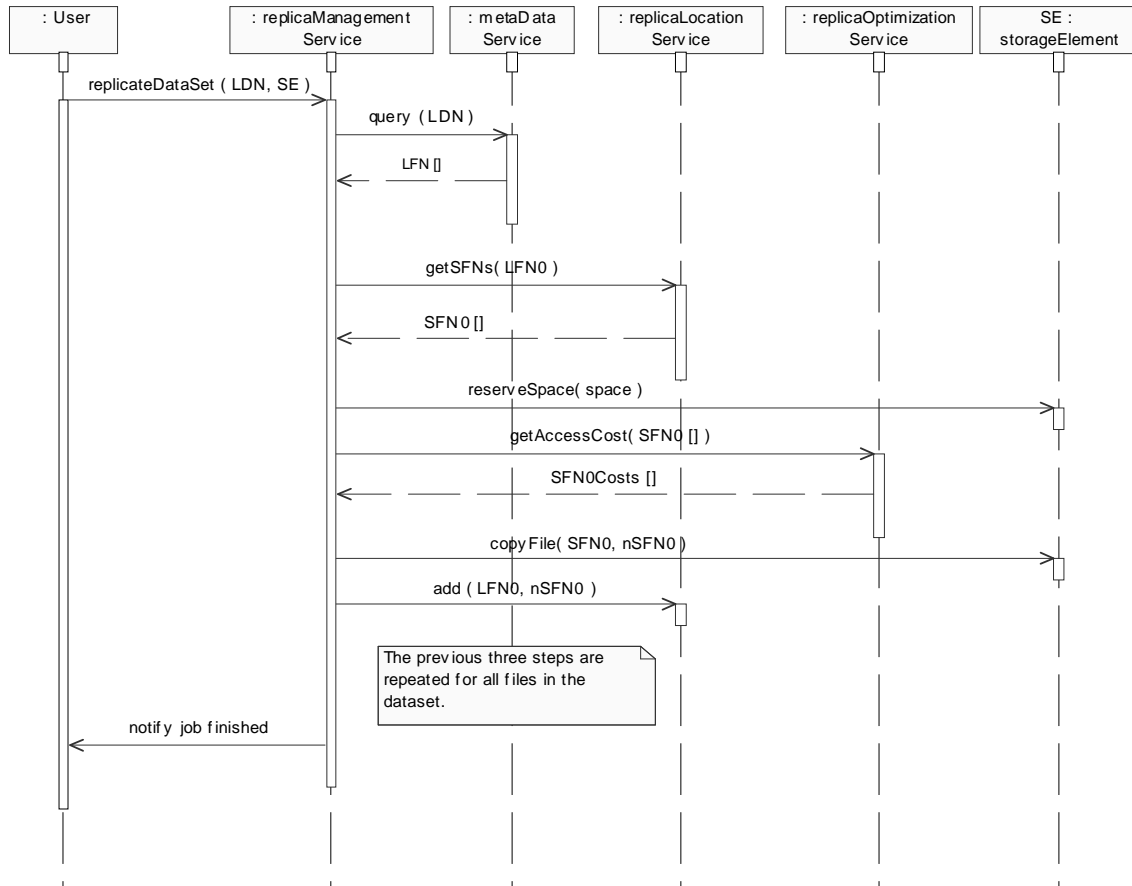 : User
: replicaManagement
Service
: metaData
Service
: replicaLocation
Service
: replicaOptimization
Service
SE :
storageElement
replicateDataSet ( LDN, SE )
query ( LDN )
LFN []
getSFNs( LFN0 )
SFN0 []
reserveSpace( space )
getAccessCost( SFN0 [] )
SFN0Costs []
copyFile( SFN0, nSFN0 )
add ( LFN0, nSFN0 )
The previous three steps are
repeated for all files in the
dataset.
notify job finished